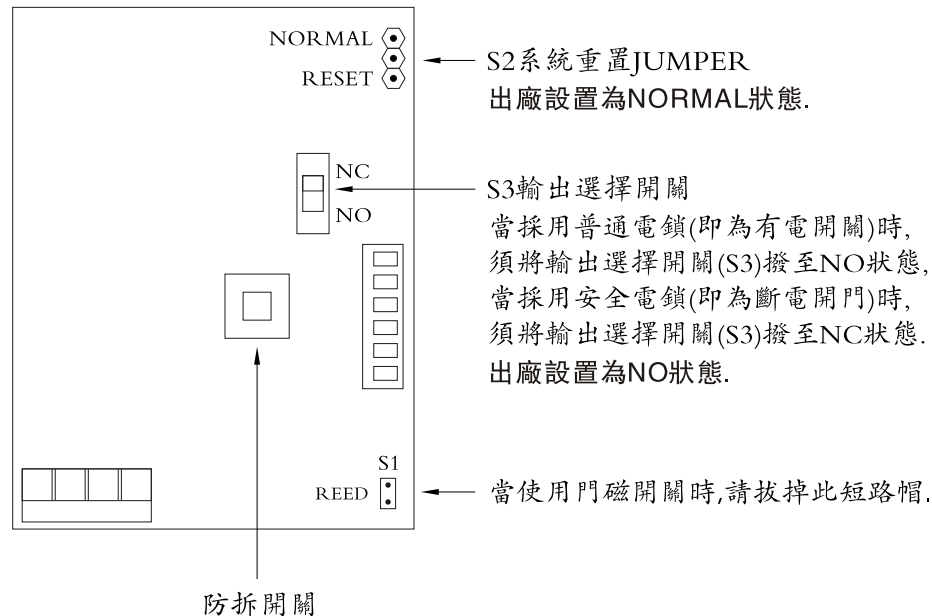 NORMAL
RESET
S2系統重置JUMPER
出廠設置為NORMAL狀態.
NC
NO
S3輸出選擇開關
當採用普通電鎖(即為有電開關)時,
須將輸出選擇開關(S3)撥至NO狀態,
當採用安全電鎖(即為斷電開門)時,
須將輸出選擇開關(S3)撥至NC狀態.
出廠設置為NO狀態.
S1
REED
當使用門磁開關時,請拔掉此短路帽.
防拆開關